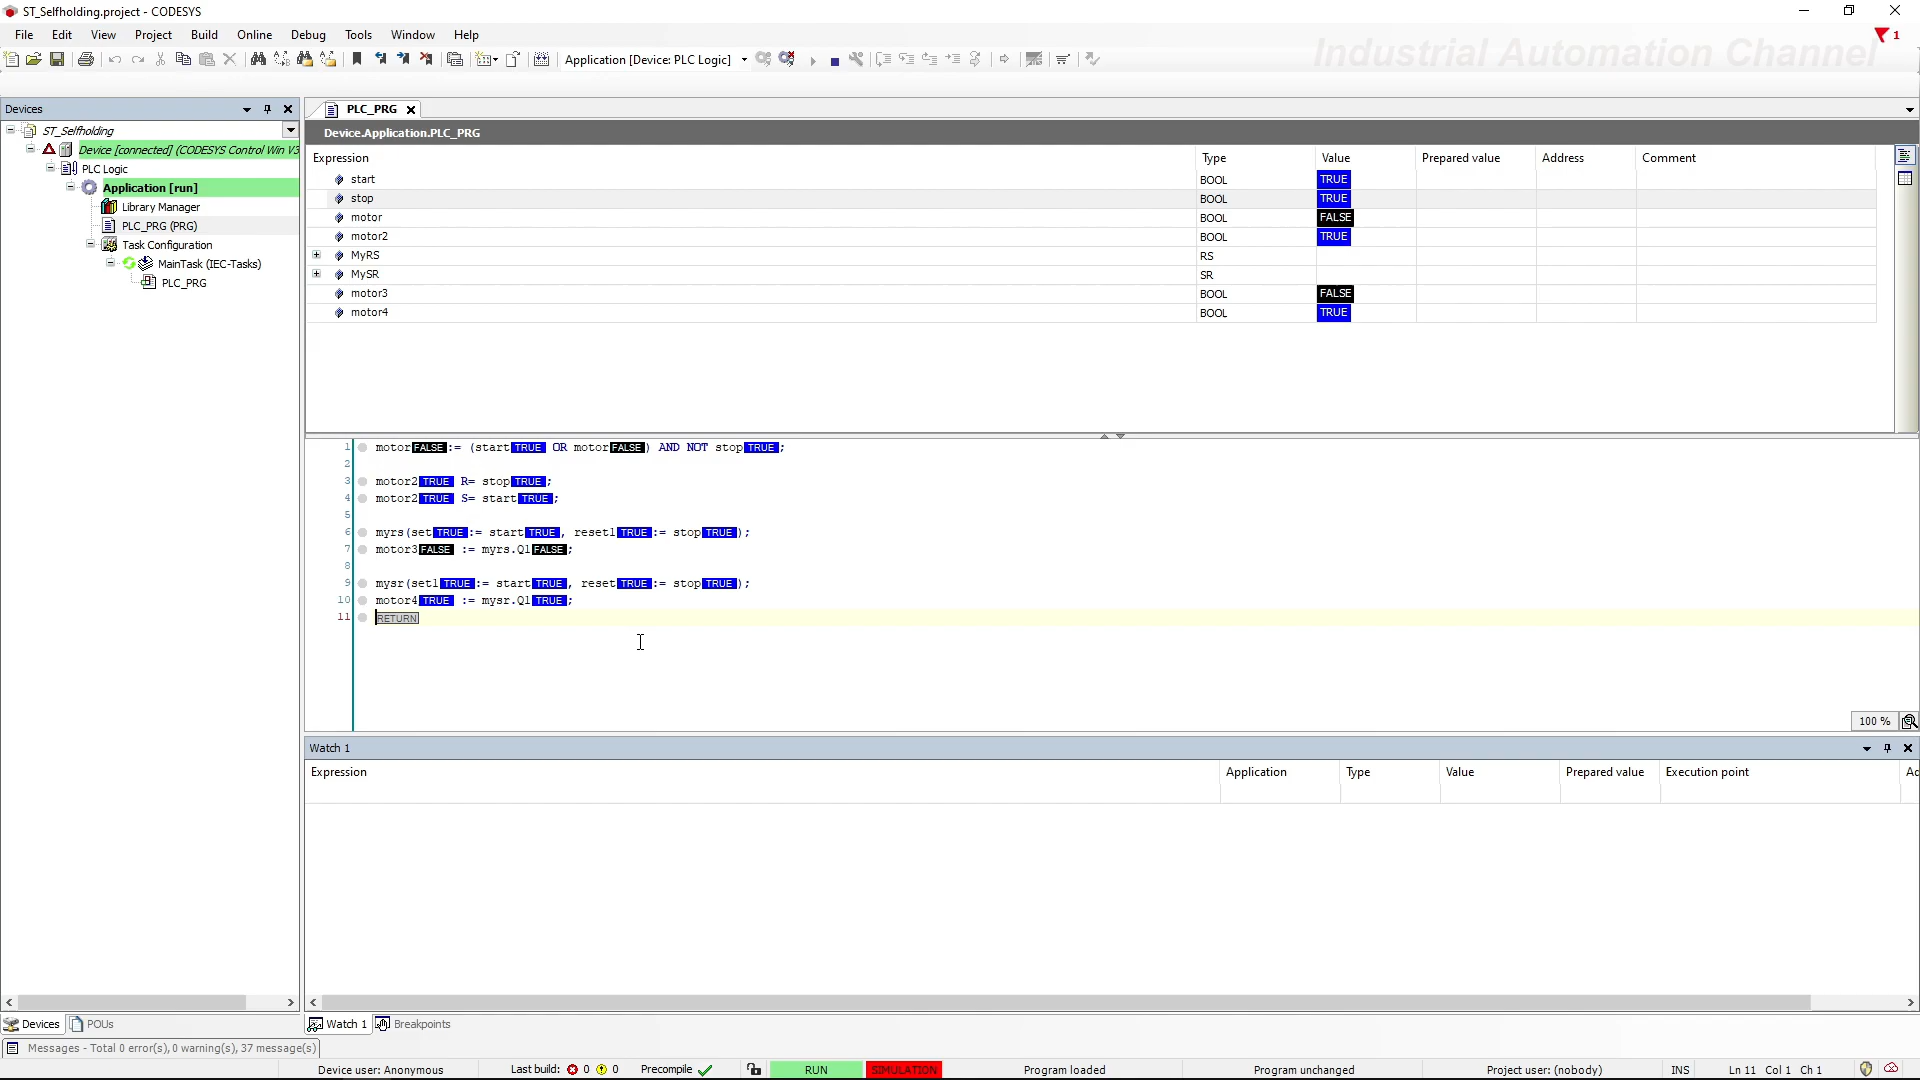 ST_Selfholding.project - CODESYS
File Edit View Project Build Online Debug Tools Window Help
1
Application [Device: PLC Logic]
Industrial Automation Channel
Devices
PLC_PRG
ST_Selfholding
Device.Application.PLC_PRG
Device [connected] (CODESYS Control Win V3
PLC Logic
Application [run]
Library Manager
PLC_PRG (PRG)
Task Configuration
MainTask (IEC-Tasks)
PLC_PRG
Expression Type Value Prepared value Address Comment
start BOOL TRUE
stop BOOL TRUE
motor BOOL FALSE
motor2 BOOL TRUE
MyRS RS
MySR SR
motor3 BOOL FALSE
motor4 BOOL TRUE
1 motor FALSE := (start TRUE OR motor FALSE ) AND NOT stop TRUE ;
2
3 motor2 TRUE R= stop TRUE ;
4 motor2 TRUE S= start TRUE ;
5
6 myrs(set TRUE := start TRUE , reset1 TRUE := stop TRUE );
7 motor3 FALSE := myrs.Q1 FALSE ;
8
9 mysr(set1 TRUE := start TRUE , reset TRUE := stop TRUE );
10 motor4 TRUE := mysr.Q1 TRUE ;
11 RETURN
100 %
Watch 1
Expression Application Type Value Prepared value Execution point Ad
Devices POUs
Watch 1 Breakpoints
Messages - Total 0 error(s), 0 warning(s), 37 message(s)
Device user: Anonymous Last build: 0 0 Precompile RUN SIMULATION Program loaded Program unchanged Project user: (nobody) INS Ln 11 Col 1 Ch 1